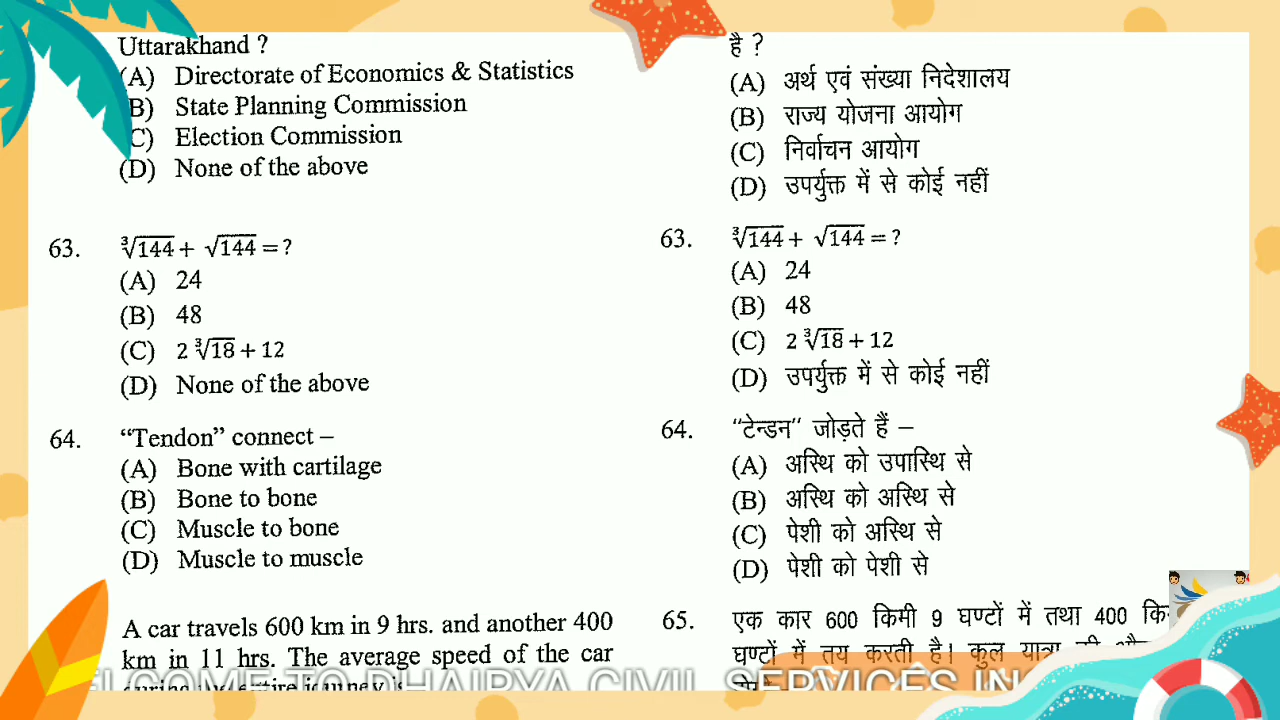 Uttarakhand ?
(A) Directorate of Economics & Statistics
(B) State Planning Commission
(C) Election Commission
(D) None of the above
63. ∛144 + √144 = ?
(A) 24
(B) 48
(C) 2 ∛18 + 12
(D) None of the above
64. “Tendon” connect –
(A) Bone with cartilage
(B) Bone to bone
(C) Muscle to bone
(D) Muscle to muscle
A car travels 600 km in 9 hrs. and another 400
km in 11 hrs. The average speed of the car
है ?
(A) अर्थ एवं संख्या निदेशालय
(B) राज्य योजना आयोग
(C) निर्वाचन आयोग
(D) उपर्युक्त में से कोई नहीं
63. ∛144 + √144 = ?
(A) 24
(B) 48
(C) 2 ∛18 + 12
(D) उपर्युक्त में से कोई नहीं
64. “टेन्डन” जोड़ते हैं –
(A) अस्थि को उपास्थि से
(B) अस्थि को अस्थि से
(C) पेशी को अस्थि से
(D) पेशी को पेशी से
65. एक कार 600 किमी 9 घण्टों में तथा 400
घण्टों में तय करती है। कुल यात्रा
TO DHAIRYA CIVIL SERVICES